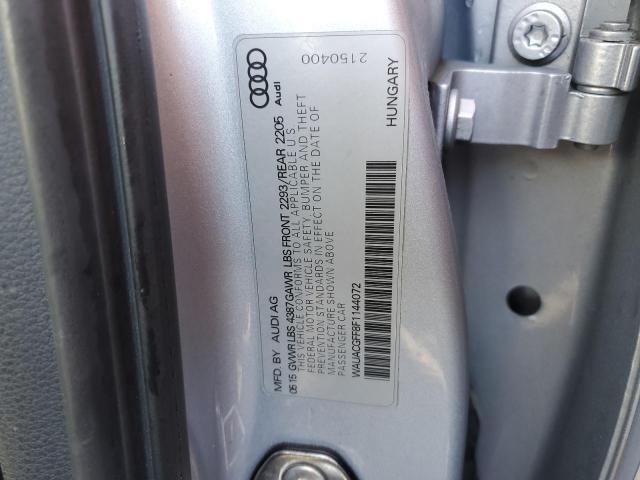 MFD. BY AUDI AG
05 15 GVWR LBS 4387 GAWR LBS FRONT 2293/REAR 2205
THIS VEHICLE CONFORMS TO ALL APPLICABLE U S
FEDERAL MOTOR VEHICLE SAFETY, BUMPER AND THEFT
PREVENTION STANDARDS IN EFFECT ON THE DATE OF
MANUFACTURE SHOWN ABOVE
PASSENGER CAR
WAUACGFF8F1144072
HUNGARY
Audi
2150400